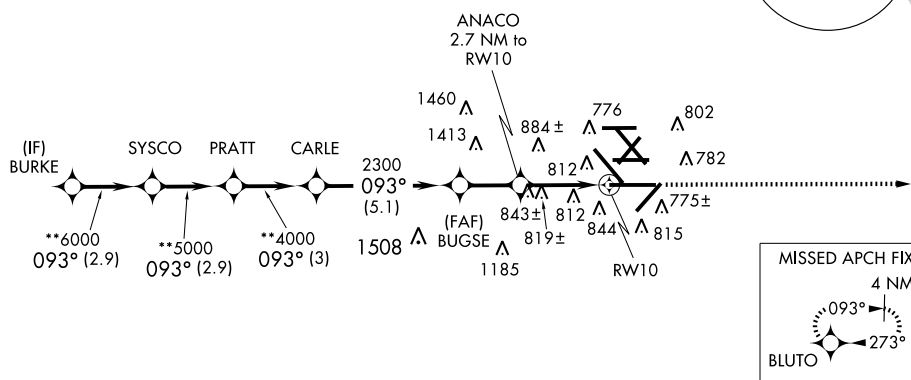 ANACO
2.7 NM to
RW10
1460
1413
884±
776
802
(IF)
BURKE
SYSCO
PRATT
CARLE
2300
093°
(5.1)
812
782
**6000
093° (2.9)
**5000
093° (2.9)
**4000
093° (3)
1508
(FAF)
BUGSE
843±
819±
812
844
775±
815
1185
RW10
MISSED APCH FIX
4 NM
093°
273°
BLUTO